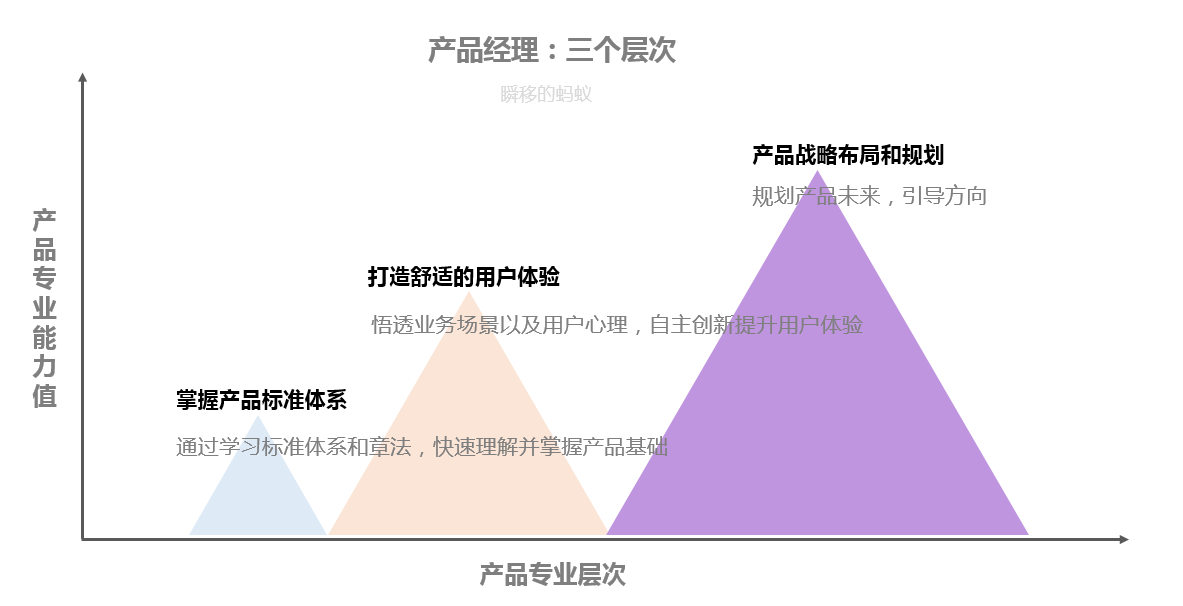 产品经理：三个层次
瞬移的蚂蚁
产品战略布局和规划
规划产品未来，引导方向
打造舒适的用户体验
悟透业务场景以及用户心理，自主创新提升用户体验
掌握产品标准体系
通过学习标准体系和章法，快速理解并掌握产品基础
产品专业能力值
产品专业层次